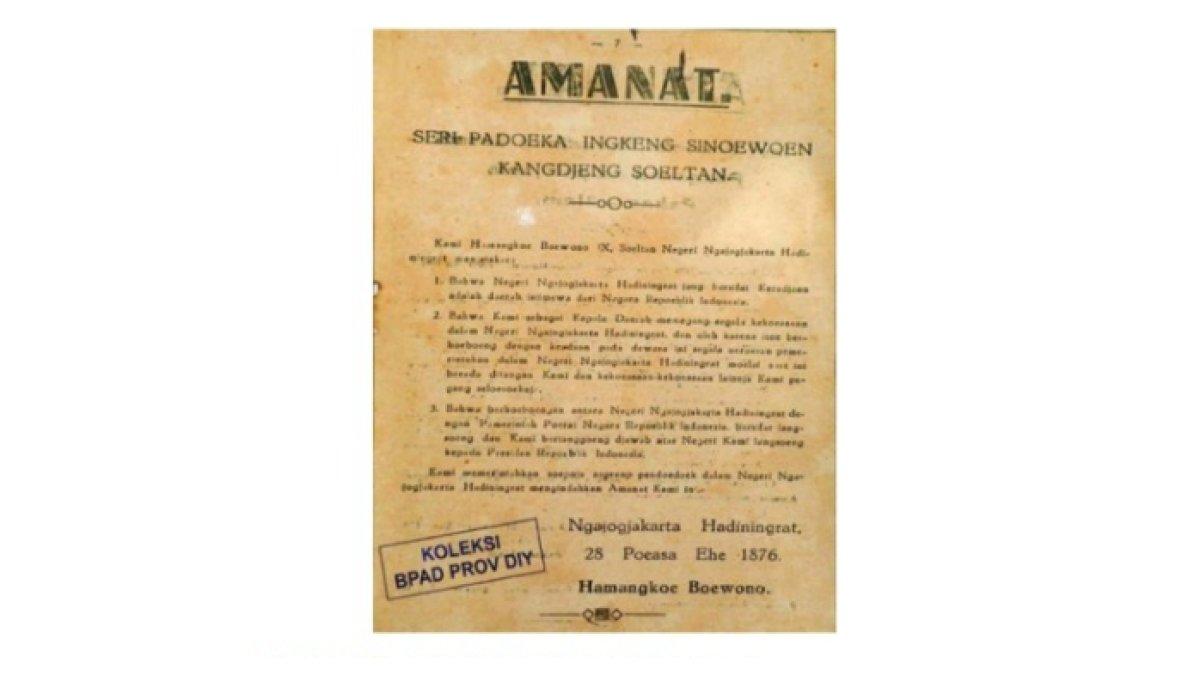 — 7 —
AMANAT.
SERI PADOEKA INGKENG SINOEWOEN
KANGDJENG SOELTAN.
Kami Hamangkoe Boewono IX, Soeltan Negeri Ngajogjakarta Hadi-
ningrat menjatakan:
1. Bahwa Negeri Ngajogjakarta Hadiningrat jang bersifat Keradjaan
adalah daerah istimewa dari Negara Repoeblik Indonesia.
2. Bahwa Kami sebagai Kepala Daerah memegang segala kekoeasaan
dalam Negeri Ngajogjakarta Hadiningrat, dan oleh karena itoe ber-
hoeboeng dengan keadaan pada dewasa ini segala oeroesan peme-
rintahan dalam Negeri Ngajogjakarta Hadiningrat moelai saat ini
berada ditangan Kami dan kekoeasaan-kekoeasaan lainnja Kami pe-
gang seloeroehnja.
3. Bahwa perhoeboengan antara Negeri Ngajogjakarta Hadiningrat de-
ngan Pemerintah Poesat Negara Repoeblik Indonesia, bersifat lang-
soeng dan Kami bertanggoeng djawab atas Negeri Kami langsoeng
kepada Presiden Repoeblik Indonesia.
Kami memerintahkan soepaja segenap pendoedoek dalam Negeri Nga-
jogjakarta Hadiningrat mengindahkan Amanat Kami ini.
Ngajogjakarta Hadiningrat,
28 Poeasa Ehe 1876.
Hamangkoe Boewono.
KOLEKSI
BPAD PROV DIY